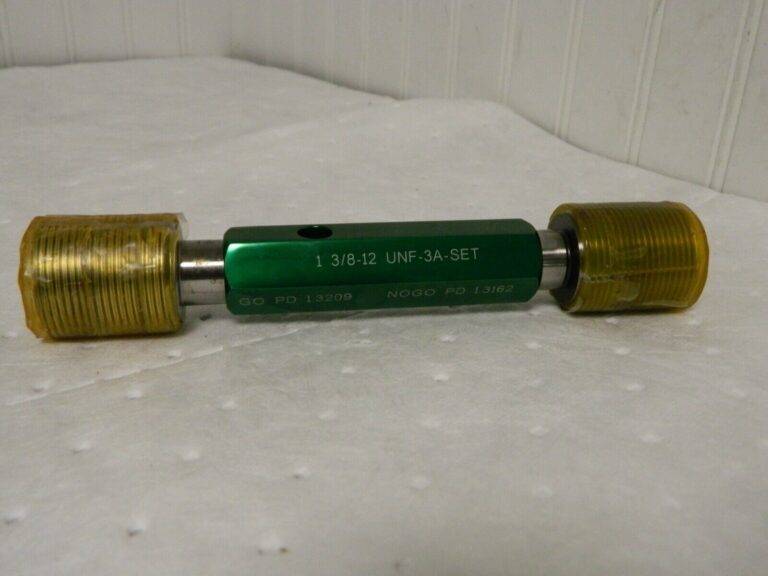 1 3/8-12 UNF-3A-SET
GO PD 1.3209 NOGO PD 1.3162